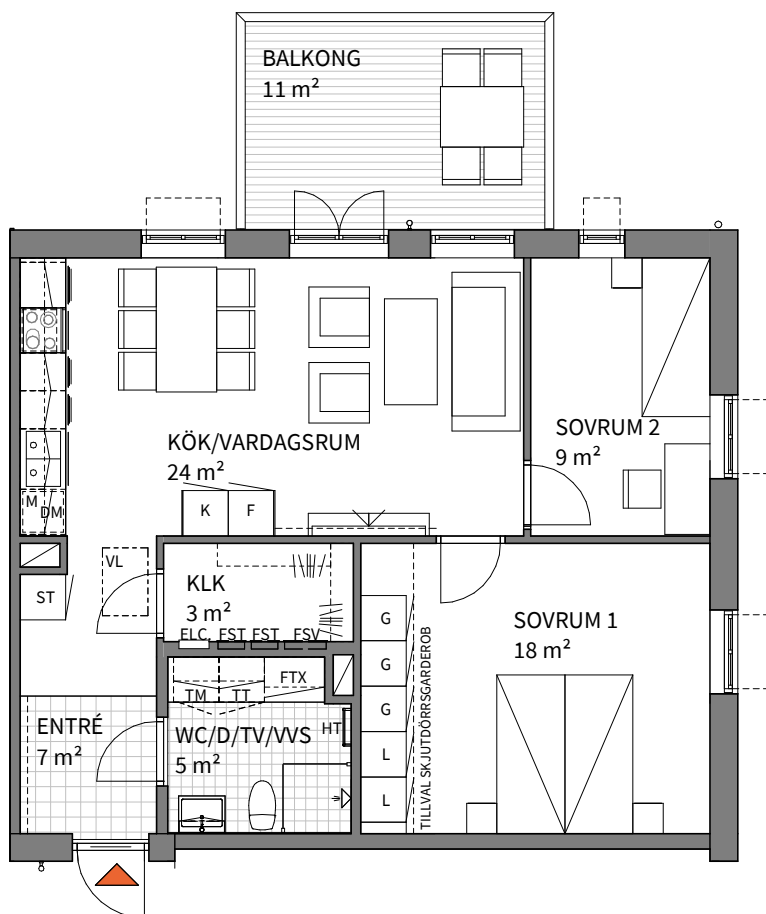 BALKONG
11 m²
KÖK/VARDAGSRUM
24 m²
SOVRUM 2
9 m²
M
DM
K
F
VL
ST
KLK
3 m²
ELC.
FST
FST
FSV
SOVRUM 1
18 m²
G
G
G
L
L
TILLVAL SKJUTDÖRRSGARDEROB
TM
TT
FTX
HT
ENTRÉ
7 m²
WC/D/TV/VVS
5 m²